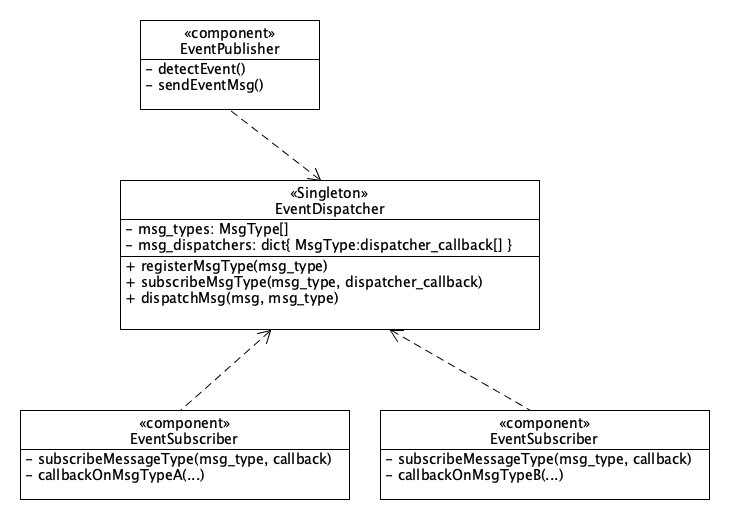 «component»
EventPublisher
– detectEvent()
– sendEventMsg()
«Singleton»
EventDispatcher
– msg_types: MsgType[]
– msg_dispatchers: dict{ MsgType:dispatcher_callback[] }
+ registerMsgType(msg_type)
+ subscribeMsgType(msg_type, dispatcher_callback)
+ dispatchMsg(msg, msg_type)
«component»
EventSubscriber
– subscribeMessageType(msg_type, callback)
– callbackOnMsgTypeA(...)
«component»
EventSubscriber
– subscribeMessageType(msg_type, callback)
– callbackOnMsgTypeB(...)